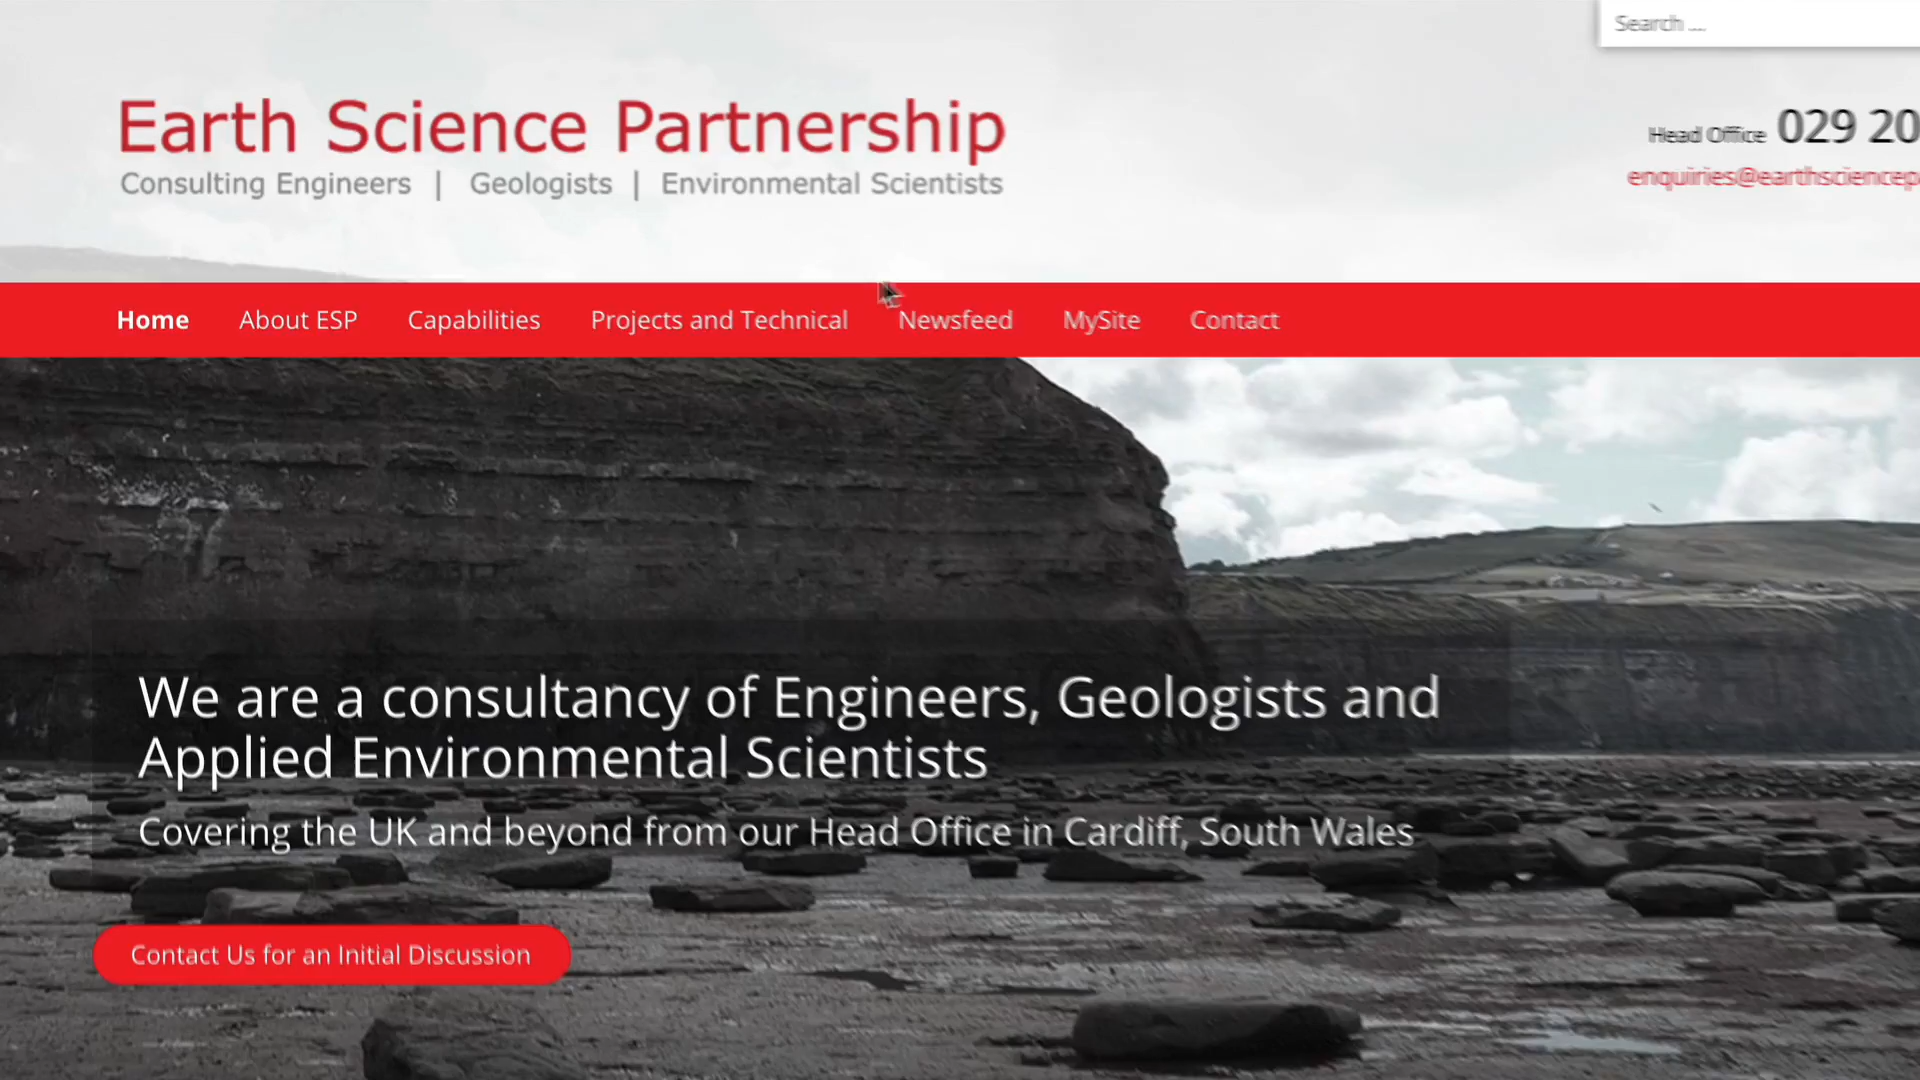 Search ...
Earth Science Partnership
Consulting Engineers | Geologists | Environmental Scientists
Head Office 029 20
enquiries@earthsciencep
Home About ESP Capabilities Projects and Technical Newsfeed MySite Contact
We are a consultancy of Engineers, Geologists and
Applied Environmental Scientists
Covering the UK and beyond from our Head Office in Cardiff, South Wales
Contact Us for an Initial Discussion